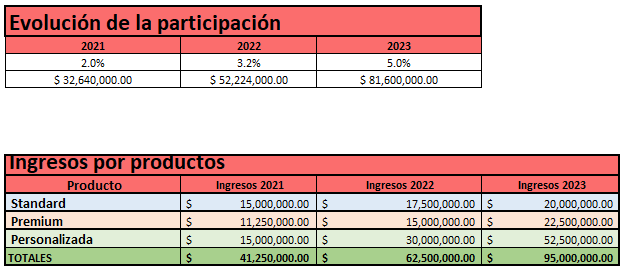 Evolución de la participación
2021 2022 2023
2.0% 3.2% 5.0%
$ 32,640,000.00 $ 52,224,000.00 $ 81,600,000.00
Ingresos por productos
Producto Ingresos 2021 Ingresos 2022 Ingresos 2023
Standard $ 15,000,000.00 $ 17,500,000.00 $ 20,000,000.00
Premium $ 11,250,000.00 $ 15,000,000.00 $ 22,500,000.00
Personalizada $ 15,000,000.00 $ 30,000,000.00 $ 52,500,000.00
TOTALES $ 41,250,000.00 $ 62,500,000.00 $ 95,000,000.00